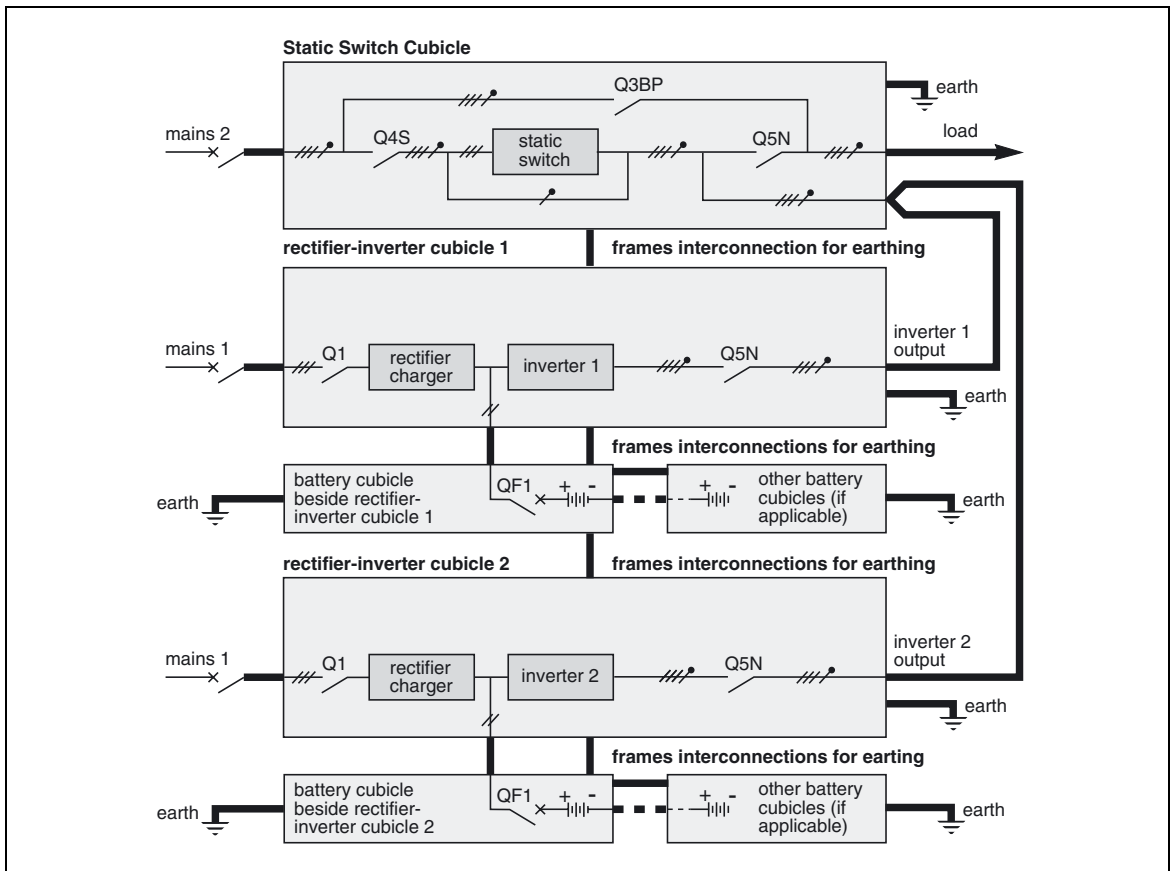 Static Switch Cubicle
Q3BP
earth
mains 2
Q4S
static
switch
Q5N
load
rectifier-inverter cubicle 1
frames interconnection for earthing
mains 1
Q1
rectifier
charger
inverter 1
Q5N
inverter 1
output
earth
frames interconnections for earthing
earth
battery cubicle
beside rectifier-
inverter cubicle 1
QF1
+ -
+ -
other battery
cubicles (if
applicable)
earth
rectifier-inverter cubicle 2
frames interconnections for earthing
mains 1
Q1
rectifier
charger
inverter 2
Q5N
inverter 2
output
earth
frames interconnections for earting
earth
battery cubicle
beside rectifier-
inverter cubicle 2
QF1
+ -
+ -
other battery
cubicles (if
applicable)
earth